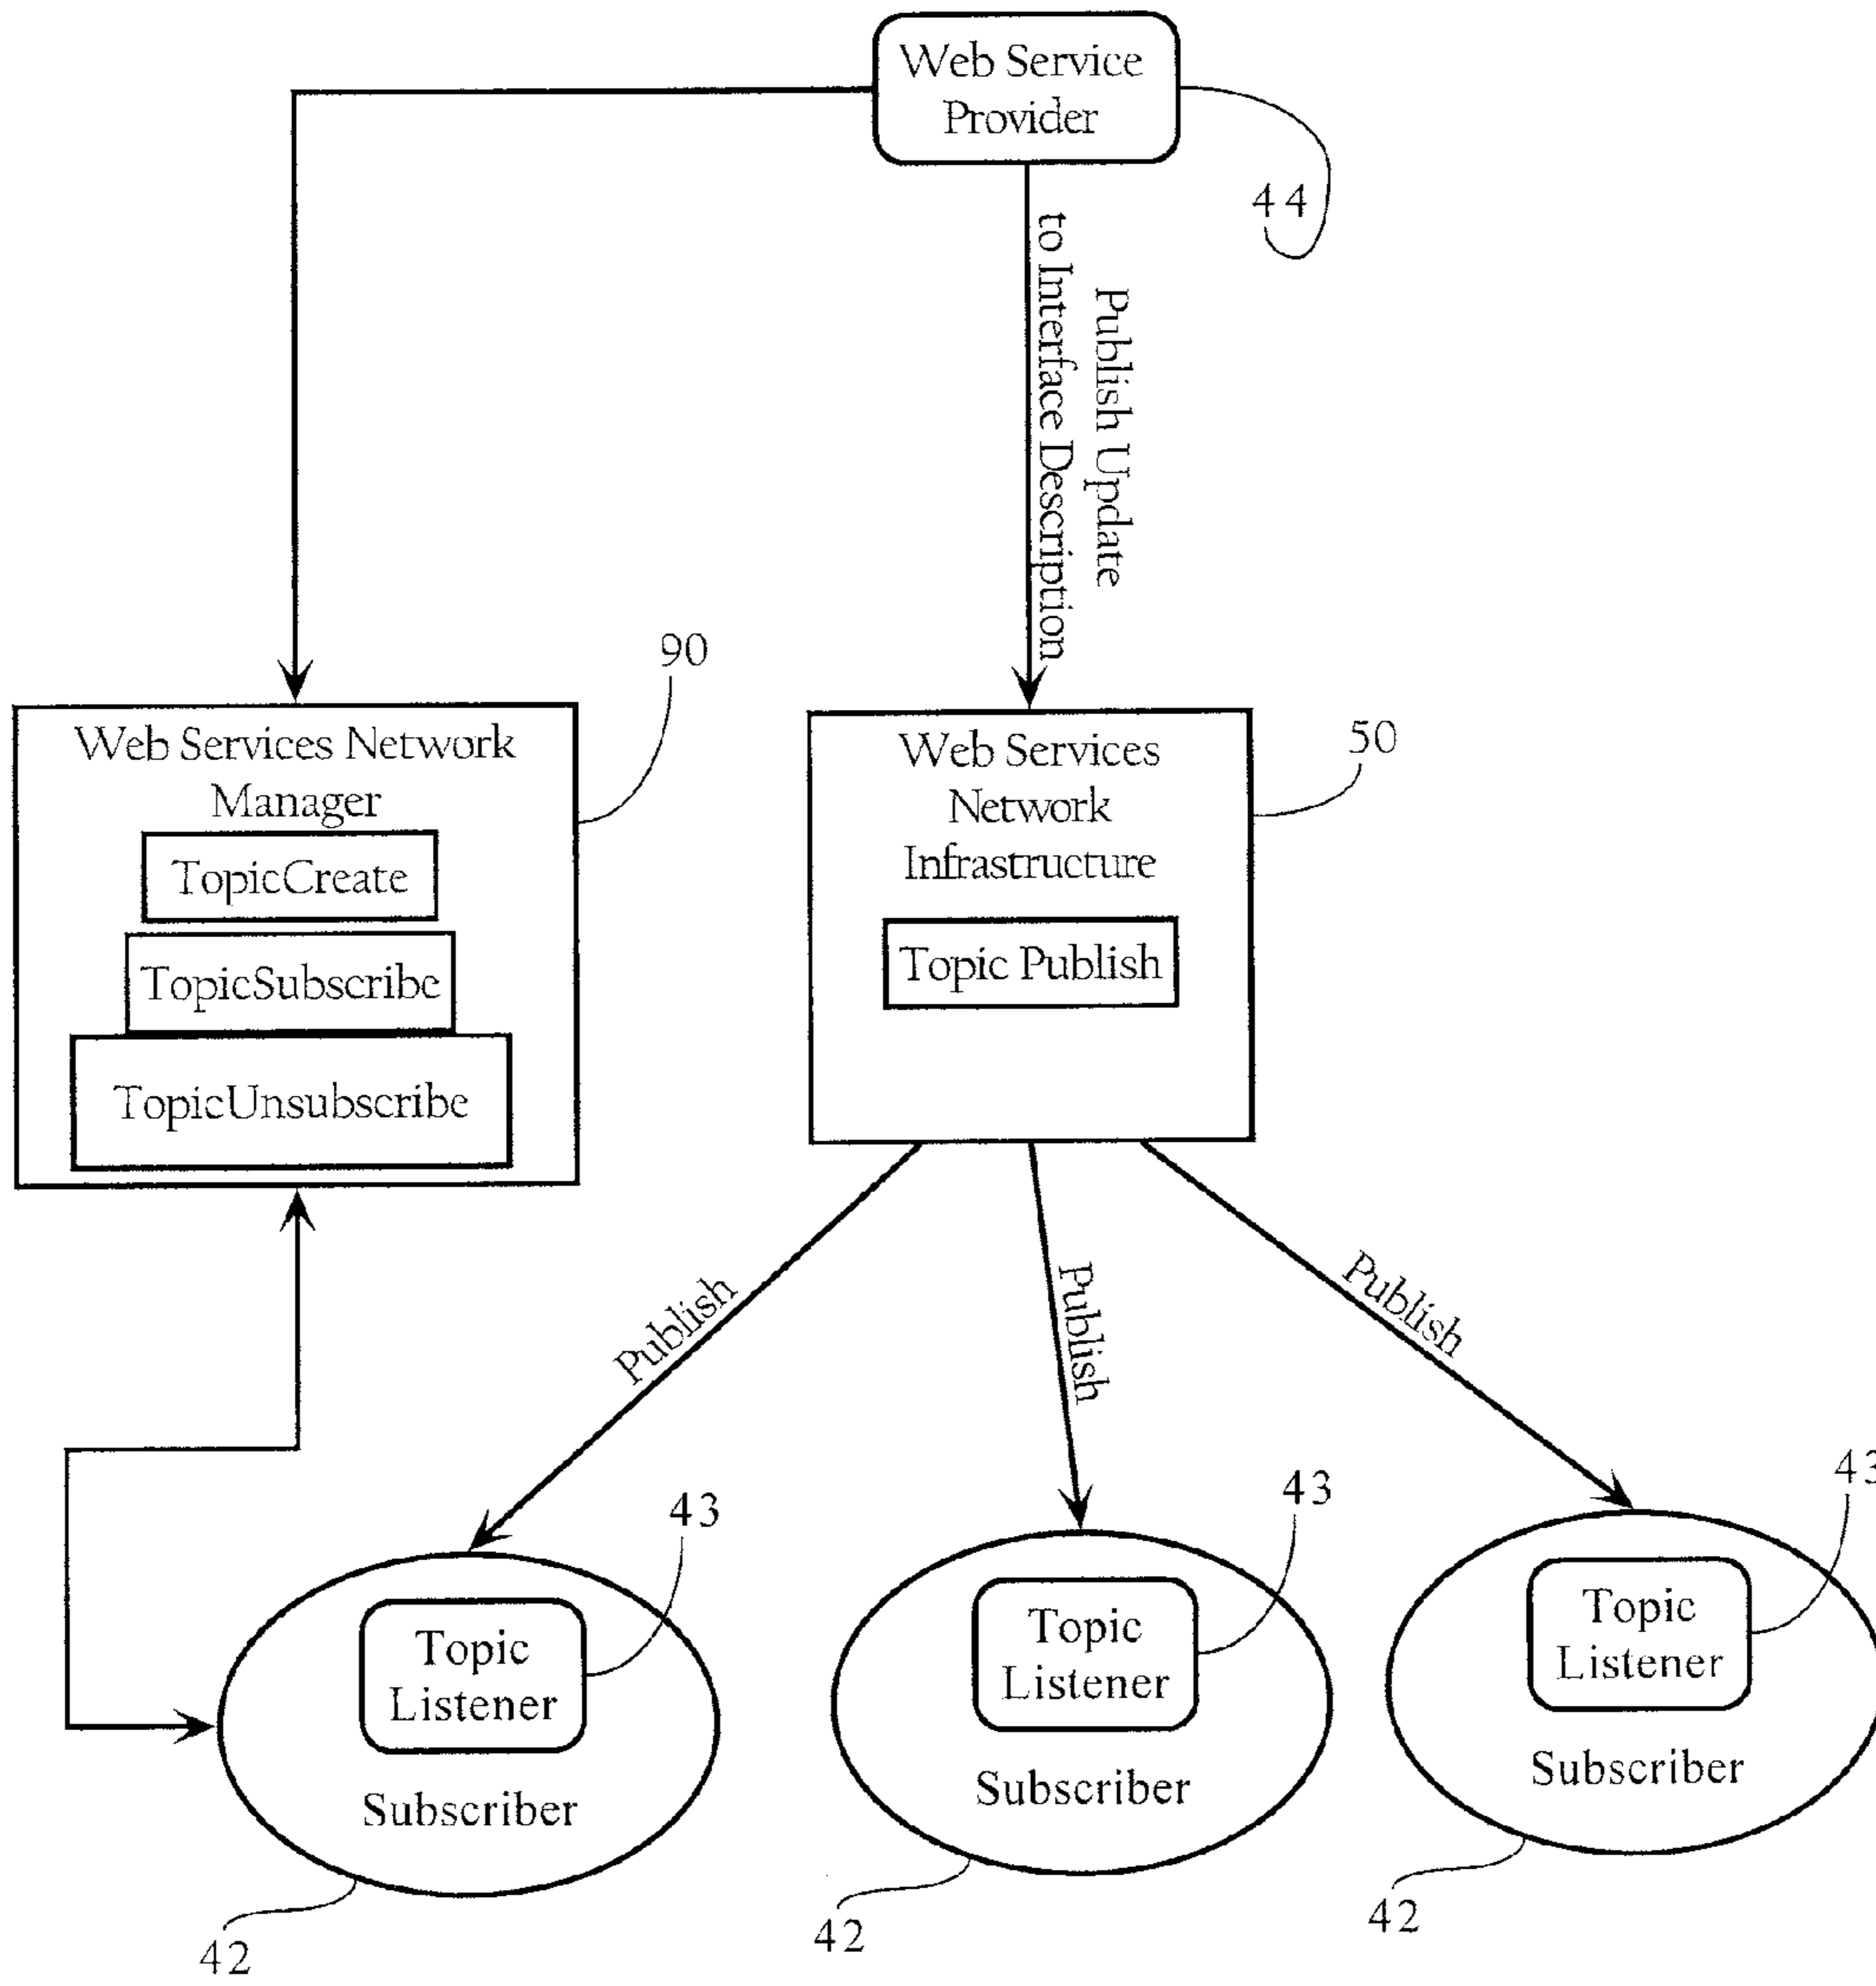 Web Service
Provider
44
Publish Update
to Interface Description
90
Web Services Network
Manager
TopicCreate
TopicSubscribe
TopicUnsubscribe
50
Web Services
Network
Infrastructure
Topic Publish
Publish
Publish
Publish
43
Topic
Listener
Subscriber
42
43
Topic
Listener
Subscriber
42
43
Topic
Listener
Subscriber
42